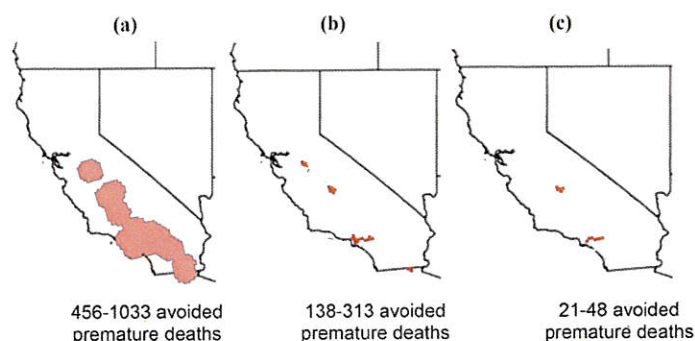 (a)
(b)
(c)
456-1033 avoided
premature deaths
138-313 avoided
premature deaths
21-48 avoided
premature deaths